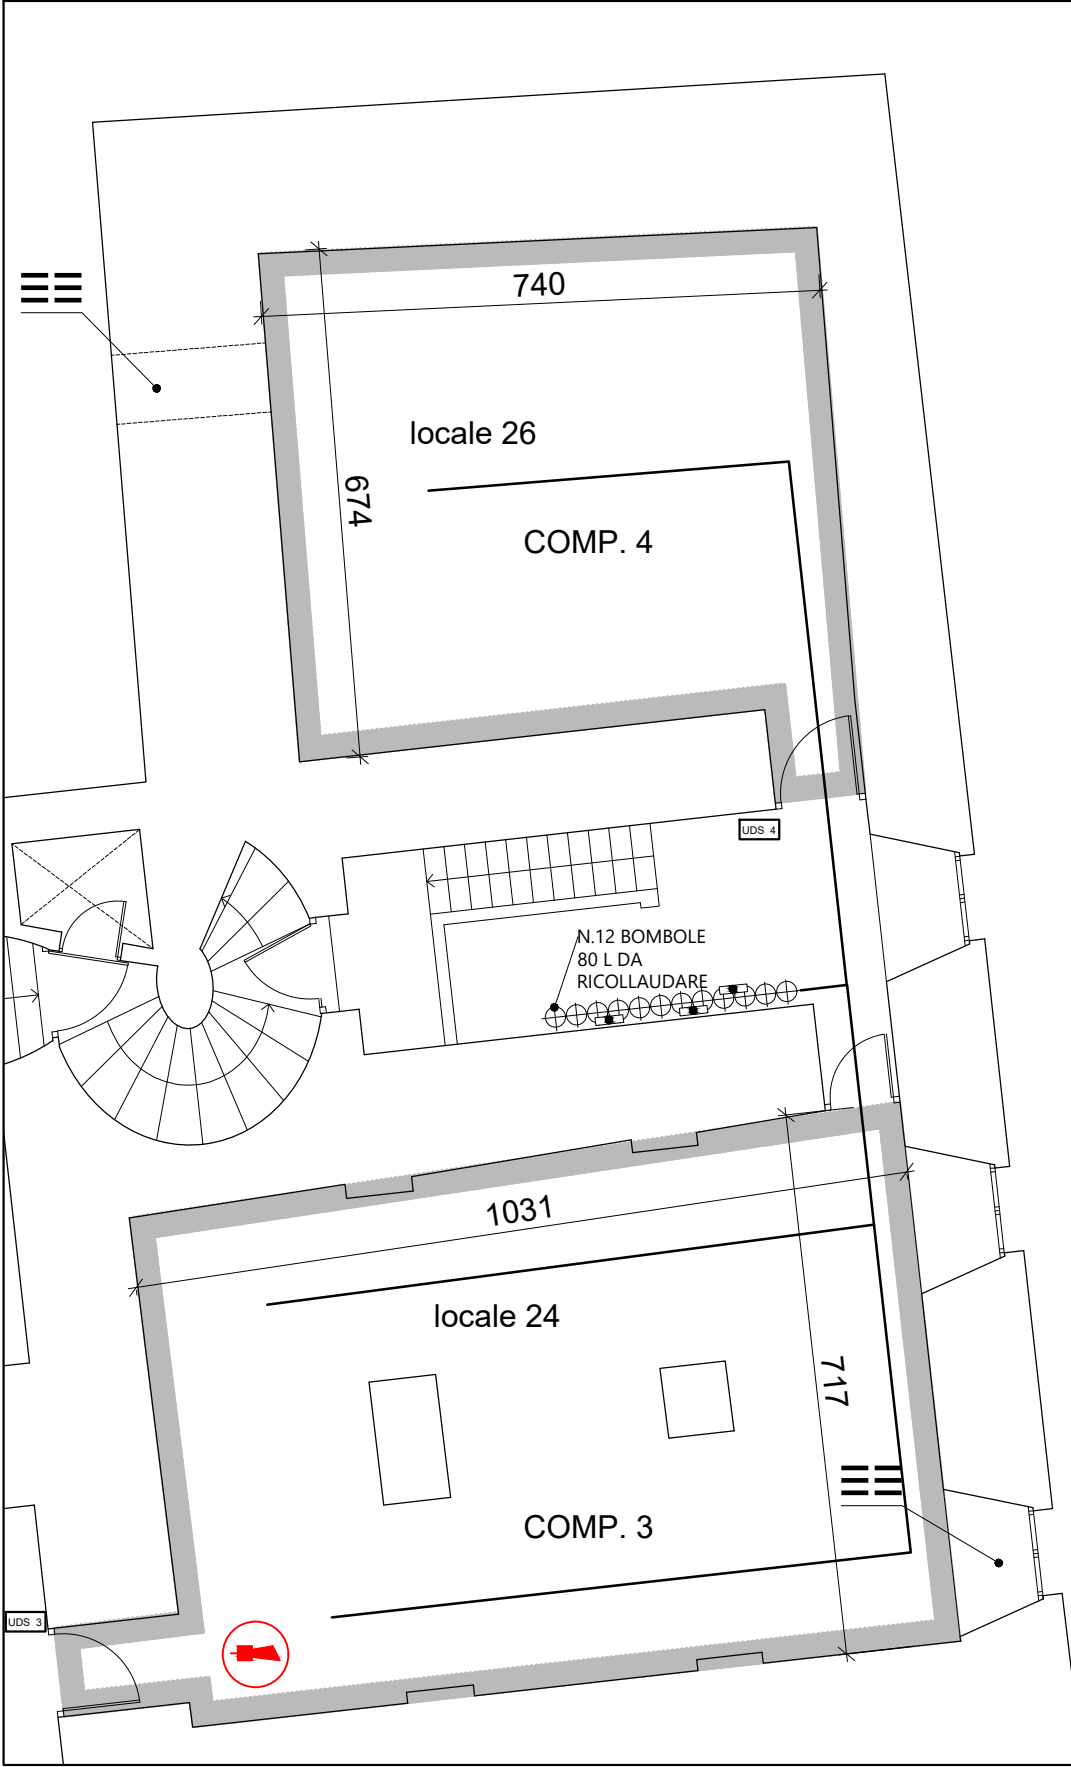 740
locale 26
674
COMP. 4
UDS 4
N.12 BOMBOLE
80 L DA
RICOLLAUDARE
1031
locale 24
717
COMP. 3
UDS 3